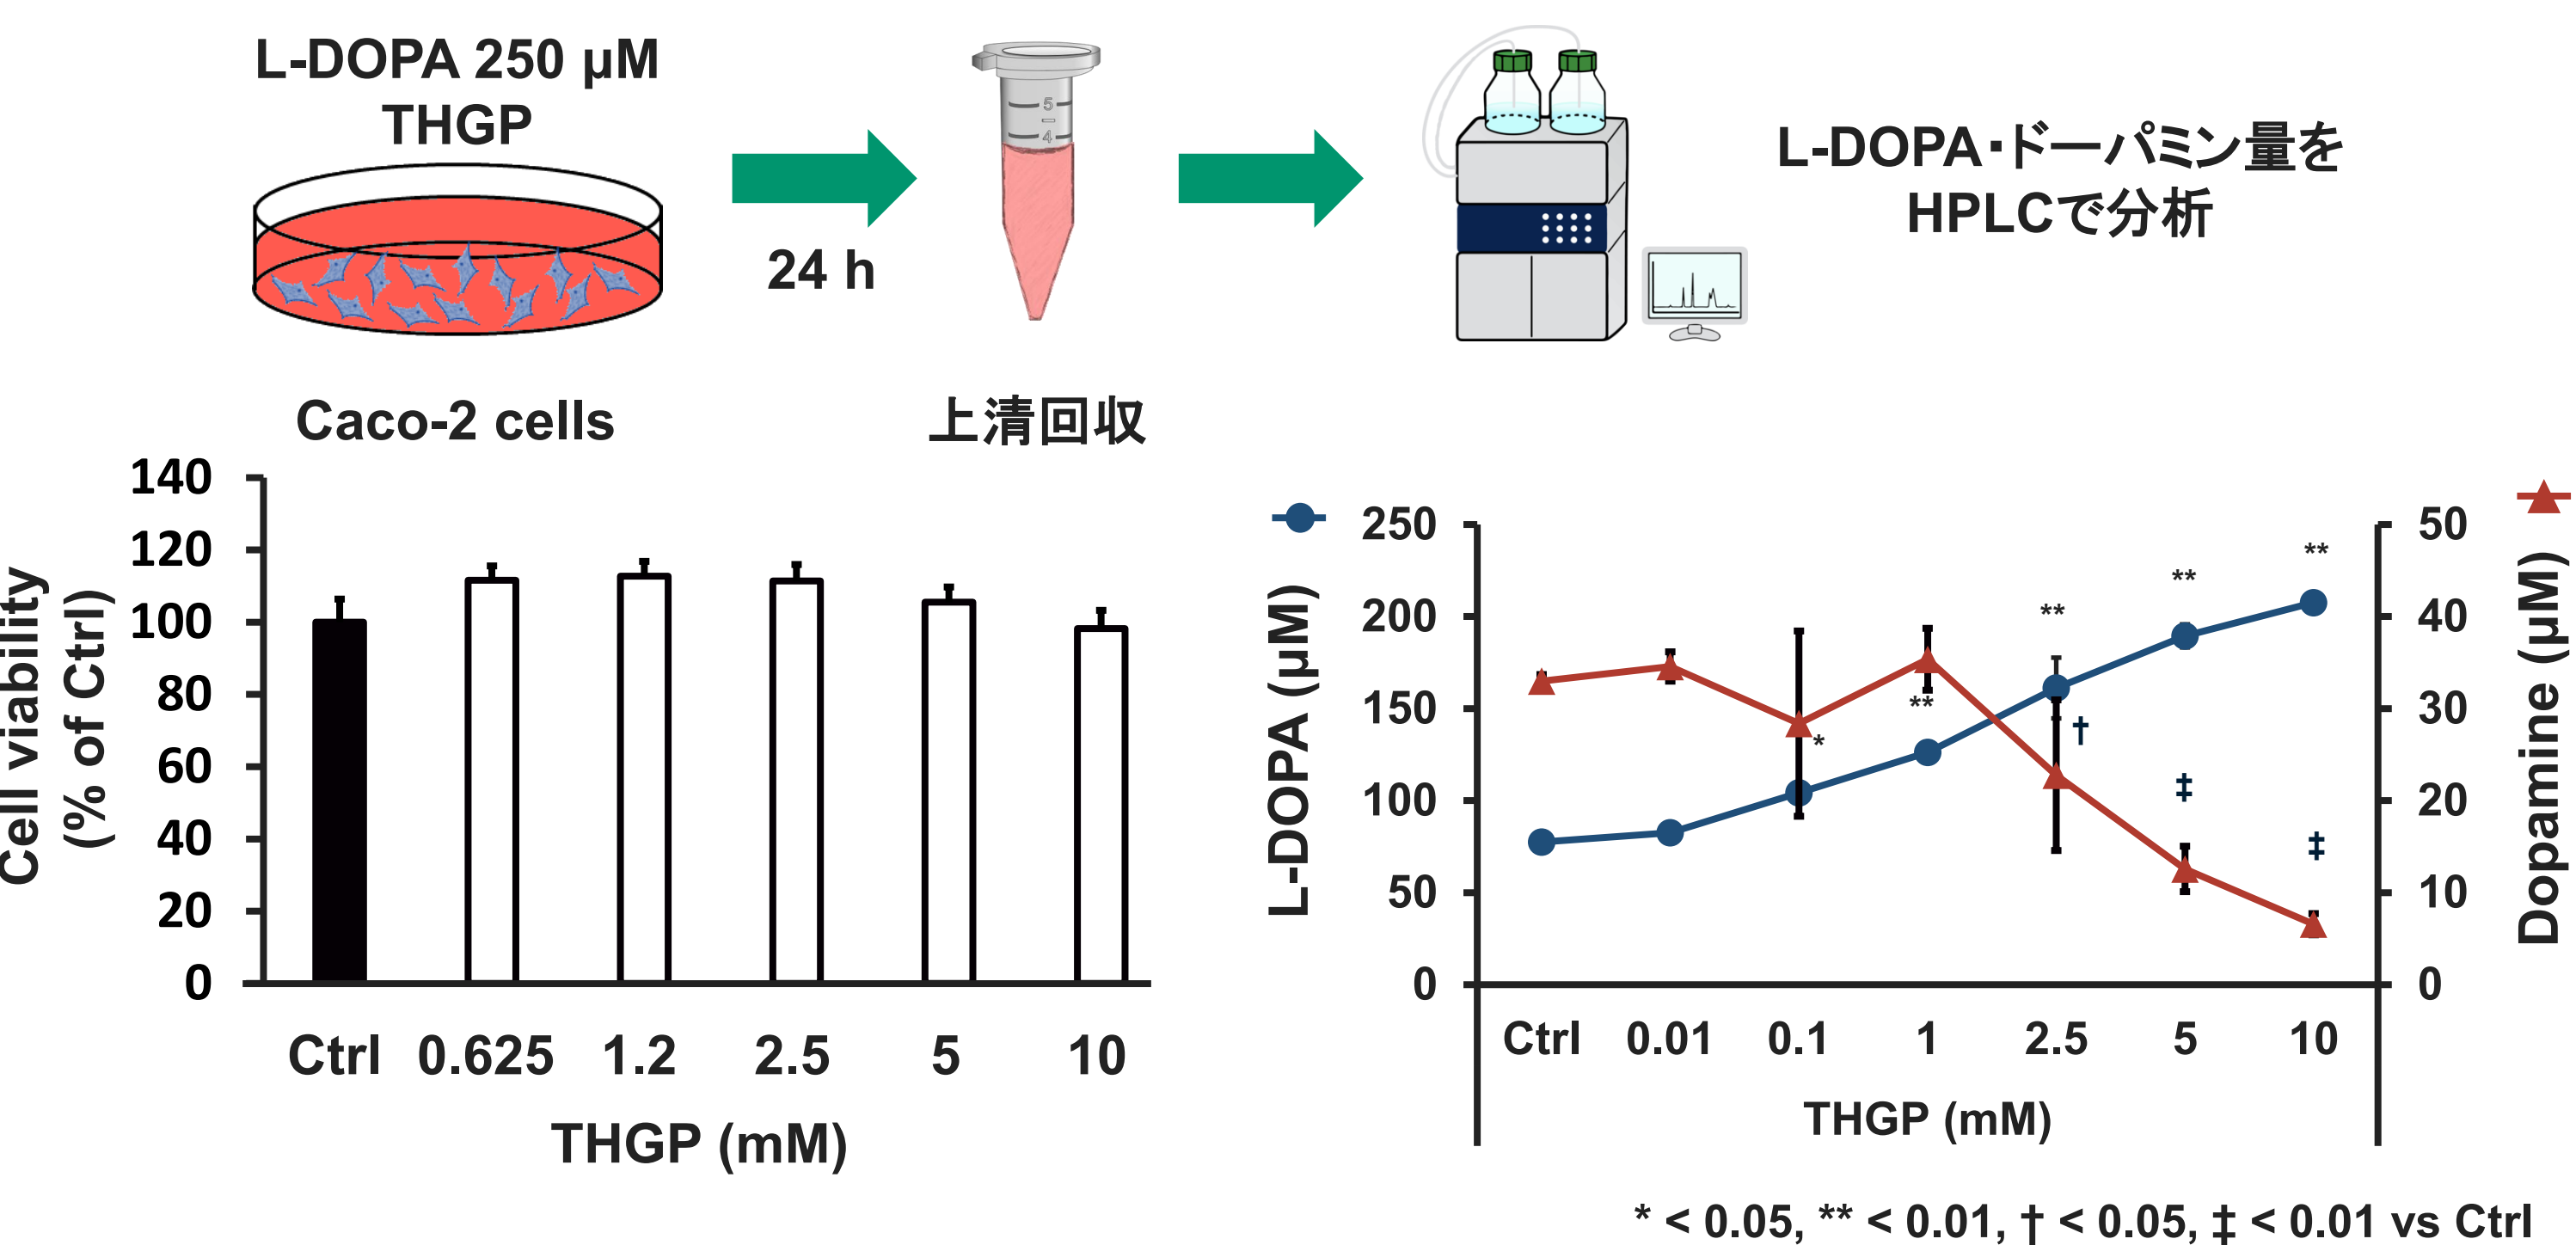 L-DOPA 250 μM
THGP
24 h
5
4
L-DOPA・ドーパミン量を
HPLCで分析
Caco-2 cells
上清回収
Cell viability
(% of Ctrl)
140
120
100
80
60
40
20
0
Ctrl 0.625 1.2 2.5 5 10
THGP (mM)
L-DOPA (μM)
250
200
150
100
50
0
** ** **
** *
†
‡
‡
50
40
30
20
10
0
Dopamine (μM)
Ctrl 0.01 0.1 1 2.5 5 10
THGP (mM)
* < 0.05, ** < 0.01, † < 0.05, ‡ < 0.01 vs Ctrl